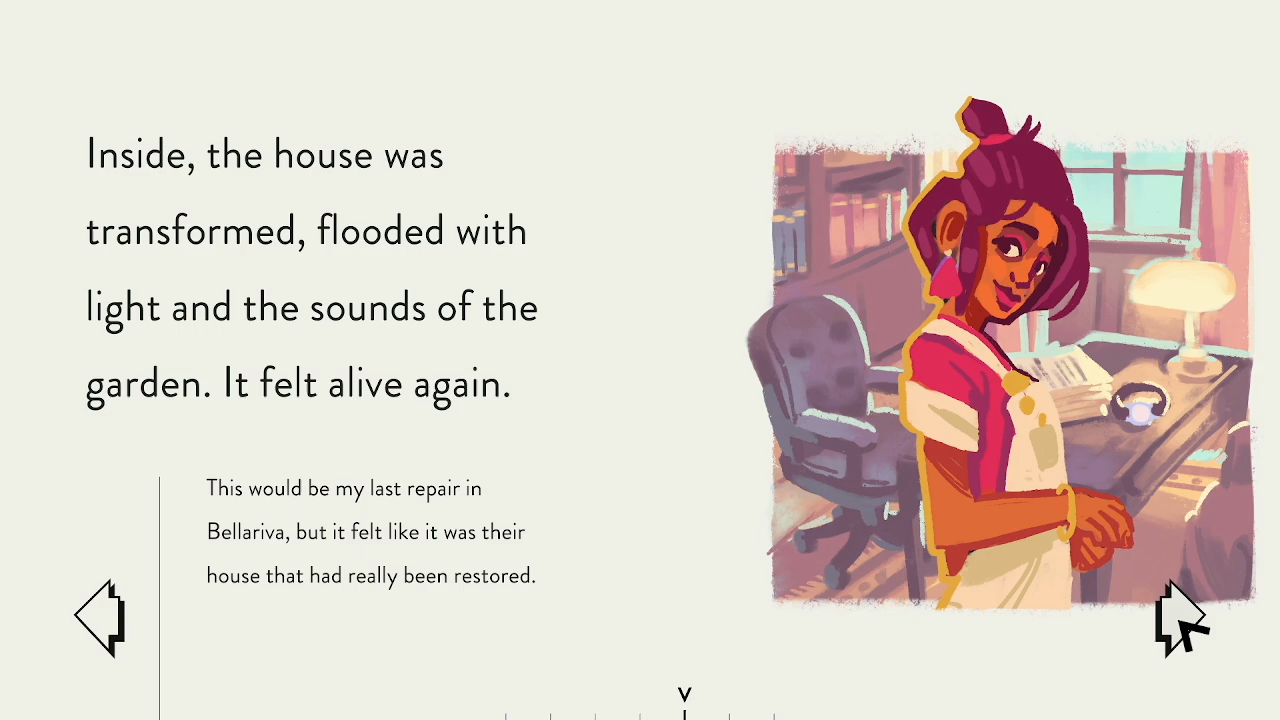 Inside, the house was
transformed, flooded with
light and the sounds of the
garden. It felt alive again.
This would be my last repair in
Bellariva, but it felt like it was their
house that had really been restored.